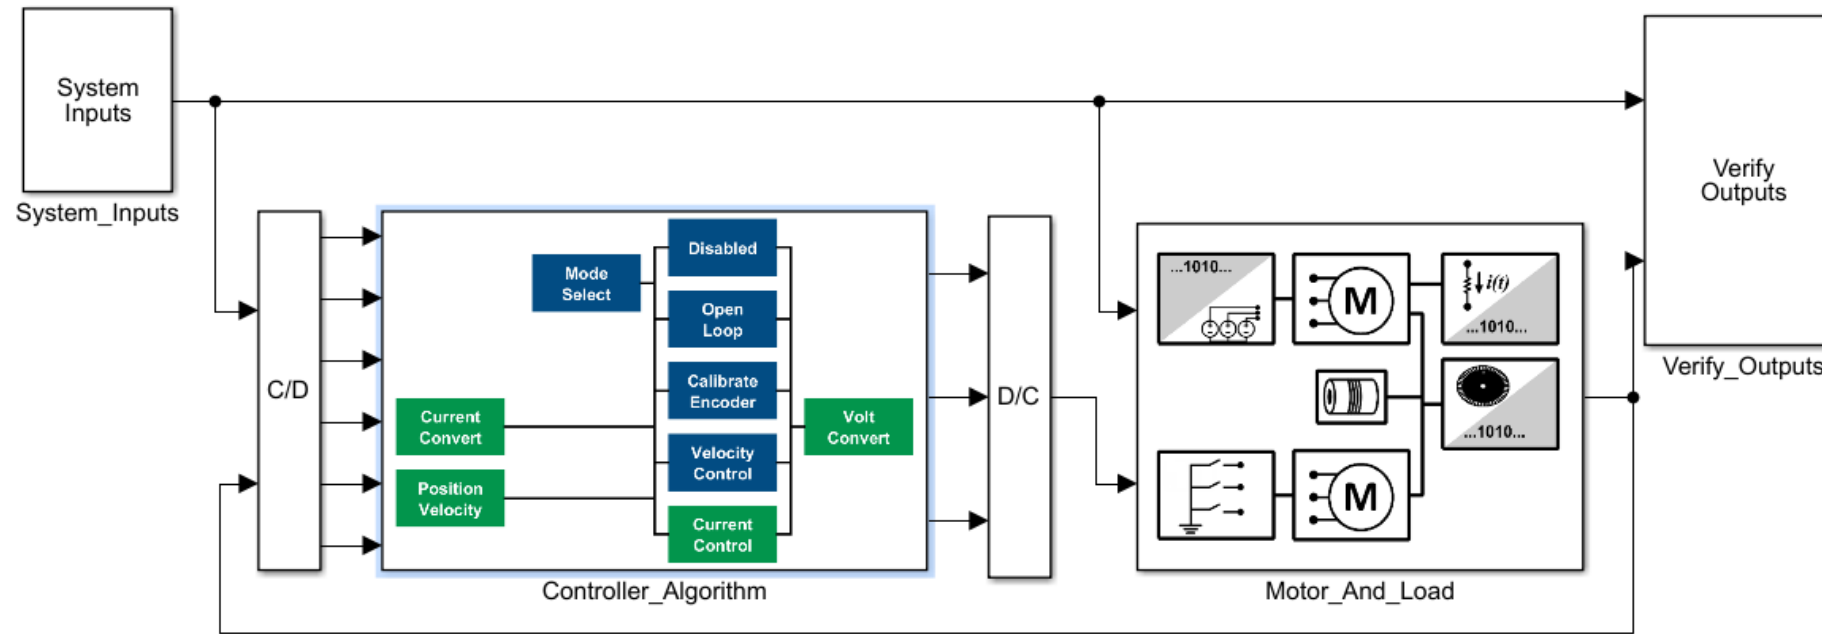 System
Inputs
System_Inputs
C/D
Mode
Select
Disabled
Open
Loop
Calibrate
Encoder
Velocity
Control
Current
Control
Current
Convert
Position
Velocity
Volt
Convert
Controller_Algorithm
D/C
...1010...
M
i(t)
...1010...
...1010...
M
Motor_And_Load
Verify
Outputs
Verify_Outputs